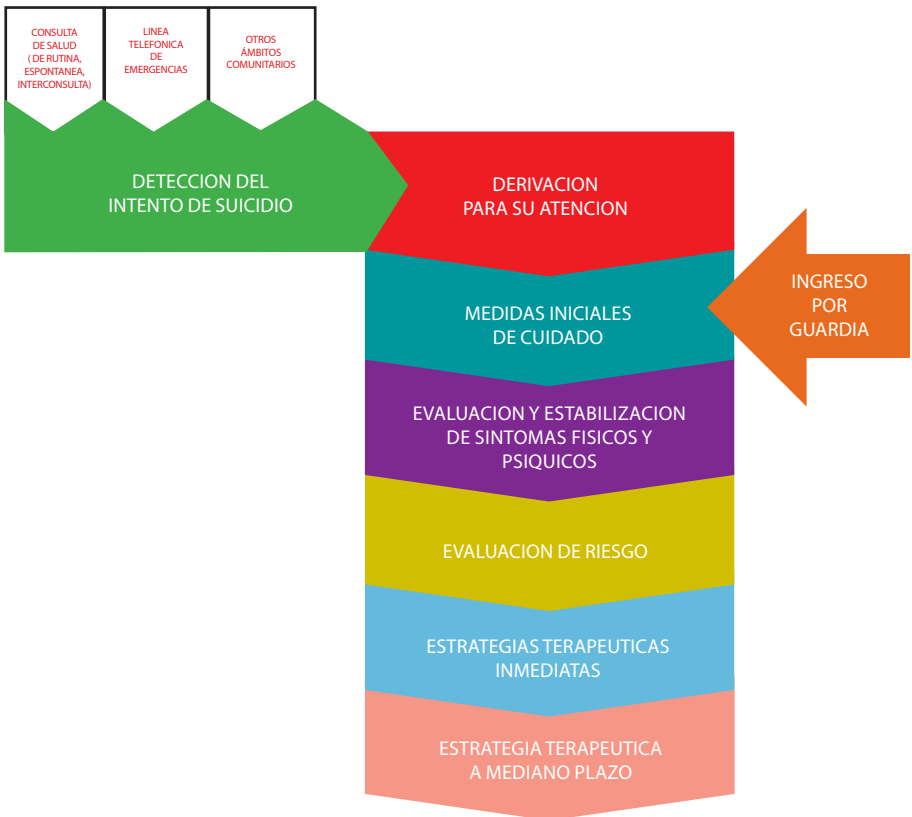 CONSULTA
DE SALUD
( DE RUTINA,
ESPONTANEA,
INTERCONSULTA)
LINEA
TELEFONICA
DE
EMERGENCIAS
OTROS
ÁMBITOS
COMUNITARIOS
DETECCION DEL
INTENTO DE SUICIDIO
DERIVACION
PARA SU ATENCION
MEDIDAS INICIALES
DE CUIDADO
INGRESO
POR
GUARDIA
EVALUACION Y ESTABILIZACION
DE SINTOMAS FISICOS Y
PSIQUICOS
EVALUACION DE RIESGO
ESTRATEGIAS TERAPEUTICAS
INMEDIATAS
ESTRATEGIA TERAPEUTICA
A MEDIANO PLAZO